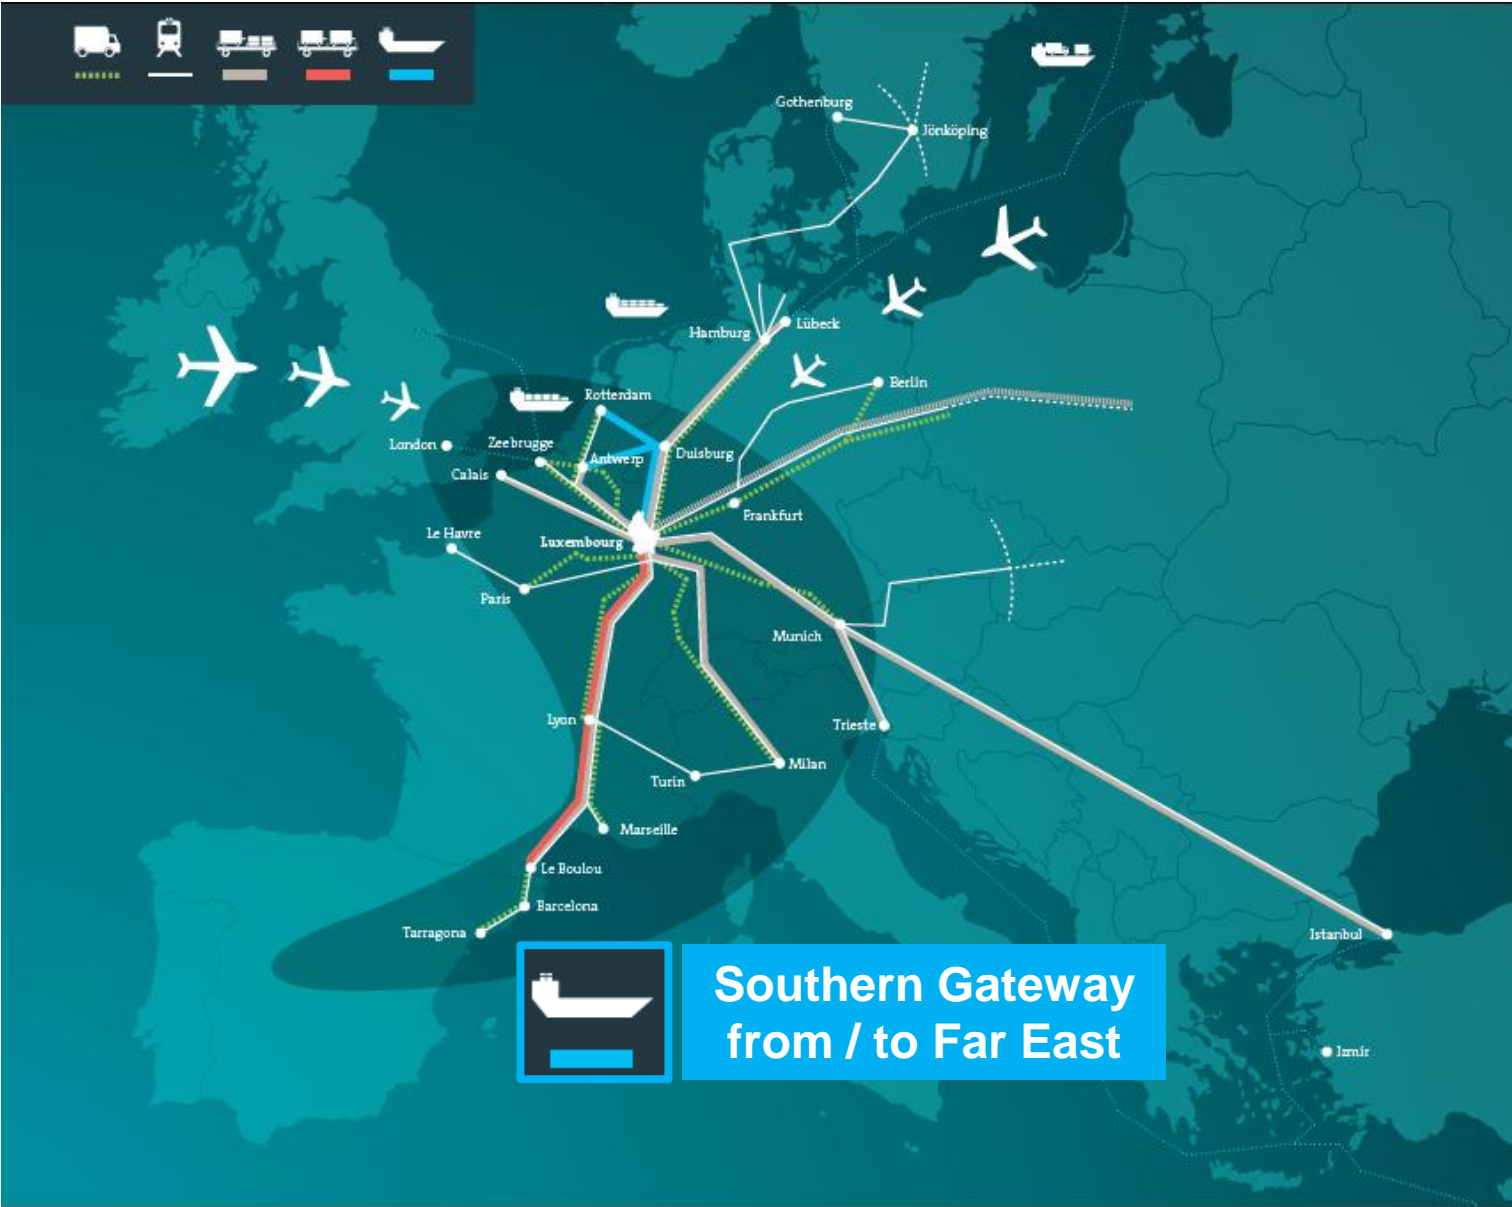 Gothenburg
Jönköping
Hamburg
Lübeck
Berlin
Rotterdam
London
Zeebrugge
Antwerp
Duisburg
Calais
Frankfurt
Le Havre
Luxembourg
Paris
Munich
Lyon
Trieste
Turin
Milan
Marseille
Le Boulou
Barcelona
Tarragona
Istanbul
Southern Gateway
from / to Far East
Izmir